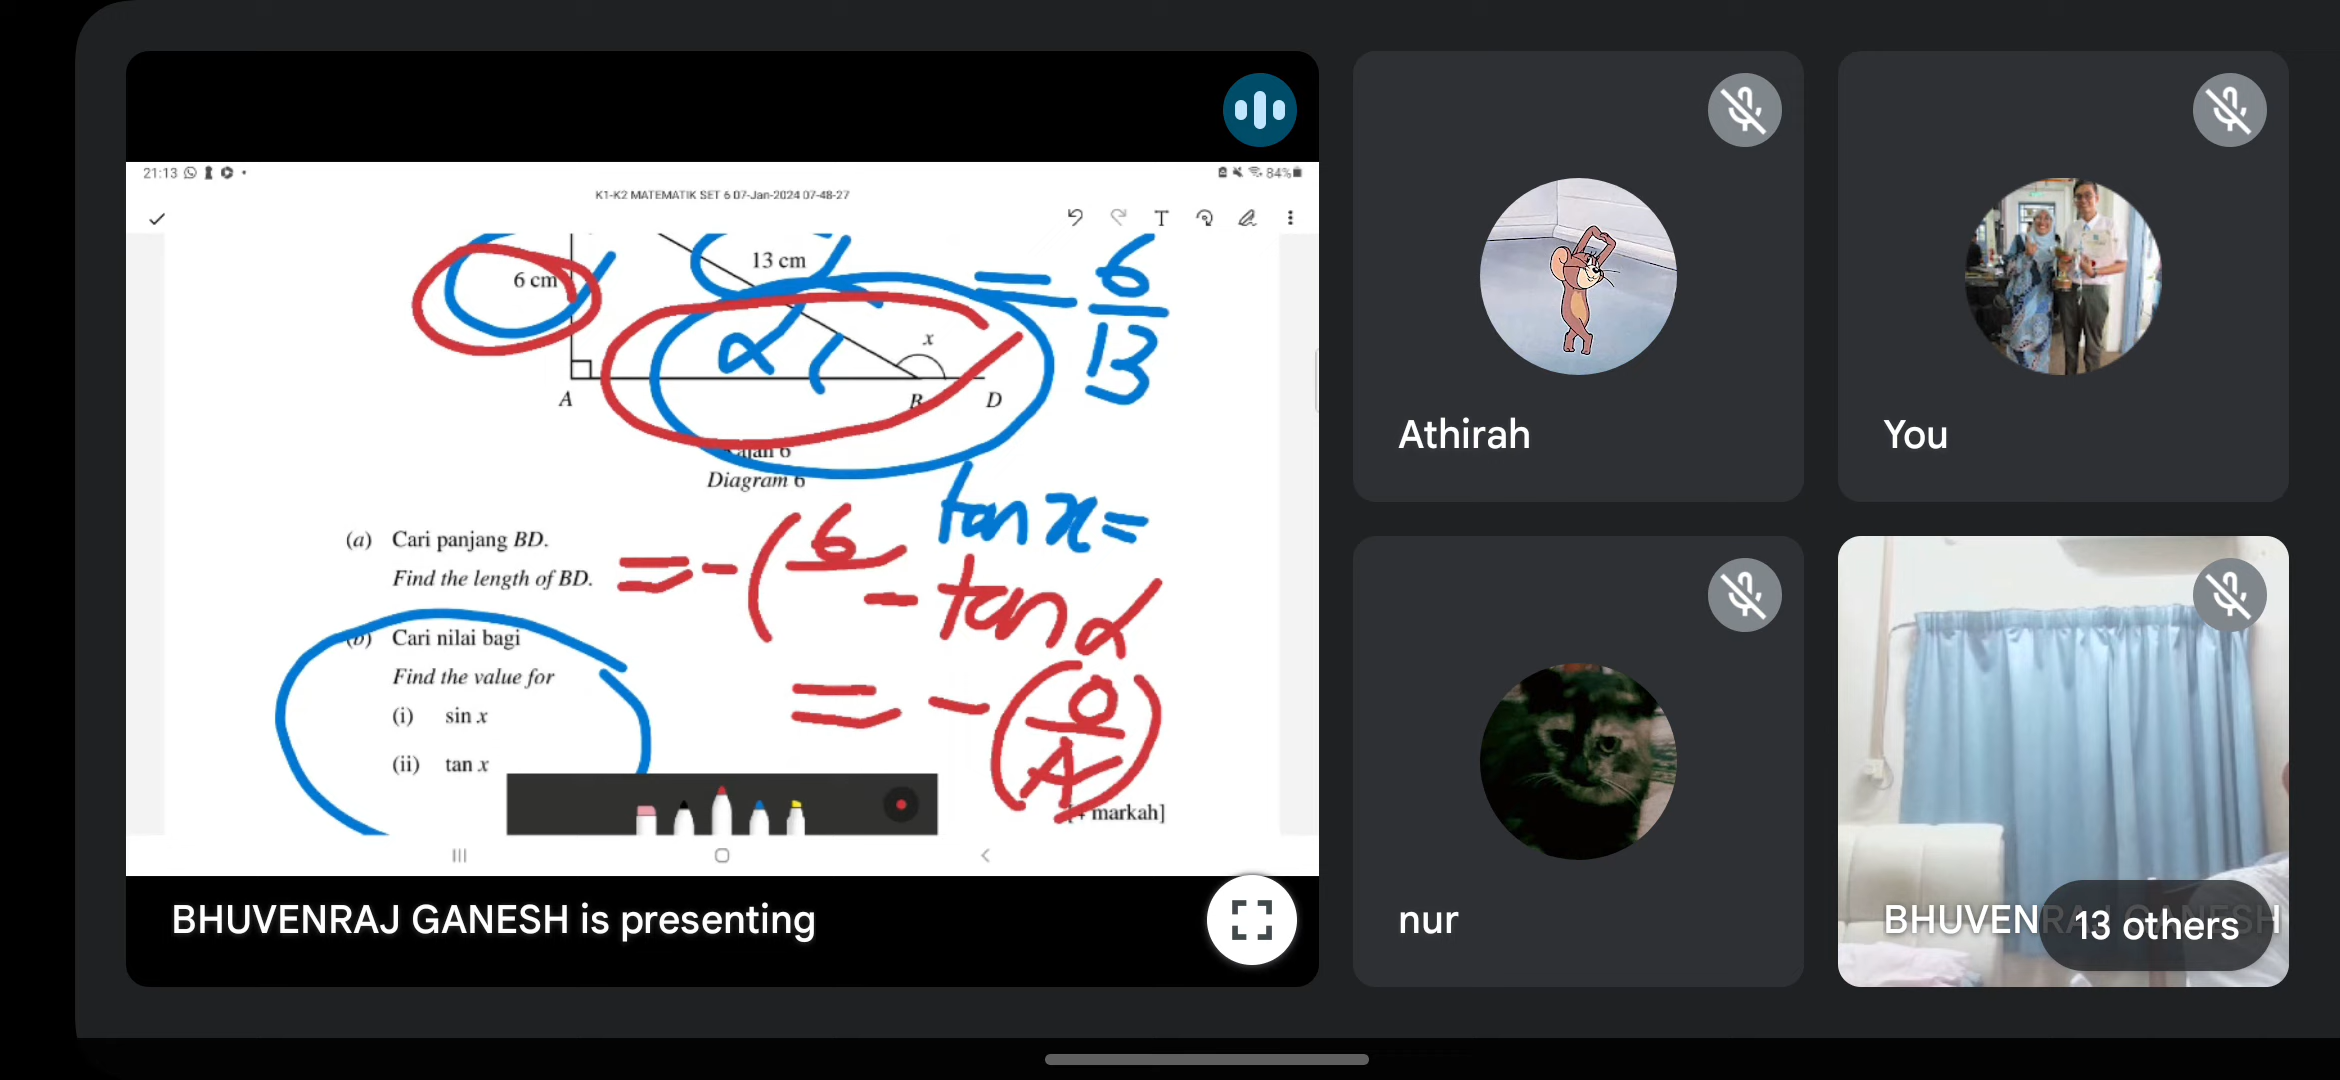 21:13
84%
K1-K2 MATEMATIK SET 6 07-Jan-2024 07-48-27
T
6 cm
13 cm
= 6
13
α
x
A
B
D
Diagram 6
tan x =
(a) Cari panjang BD.
Find the length of BD.
= - ( 6
- tan α
(b) Cari nilai bagi
Find the value for
(i) sin x
= - ( O
A )
(ii) tan x
markah]
BHUVENRAJ GANESH is presenting
Athirah
You
nur
BHUVENRAJ GANESH
13 others